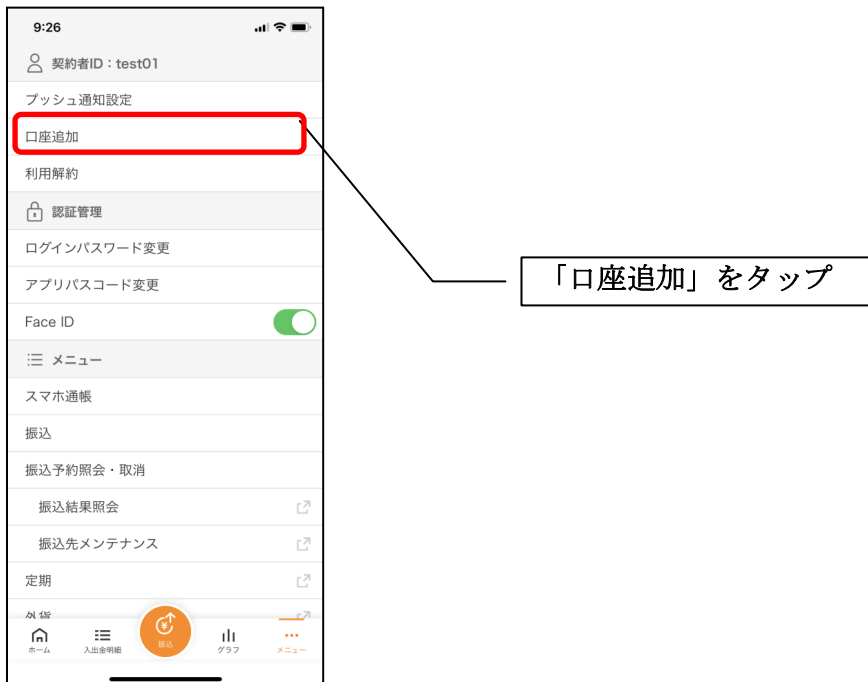 9:26
契約者ID：test01
プッシュ通知設定
口座追加
利用解約
認証管理
ログインパスワード変更
アプリパスコード変更
Face ID
メニュー
スマホ通帳
振込
振込予約照会・取消
振込結果照会
振込先メンテナンス
定期
外貨
ホーム
入出金明細
振込
グラフ
メニュー
「口座追加」をタップ